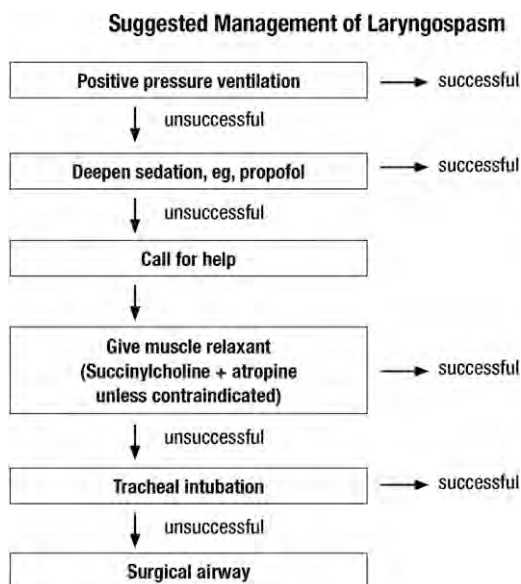 Suggested Management of Laryngospasm
Positive pressure ventilation
successful
unsuccessful
Deepen sedation, eg, propofol
successful
unsuccessful
Call for help
Give muscle relaxant
(Succinylcholine + atropine
unless contraindicated)
successful
unsuccessful
Tracheal intubation
successful
unsuccessful
Surgical airway